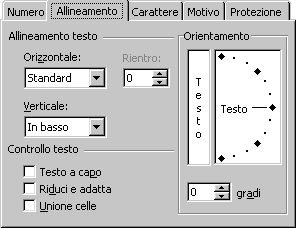 Numero Allineamento Carattere Motivo Protezione
Allineamento testo
Orizzontale: Rientro:
Standard 0
Verticale:
In basso
Controllo testo
Testo a capo
Riduci e adatta
Unione celle
Orientamento
Testo
Testo
0 gradi